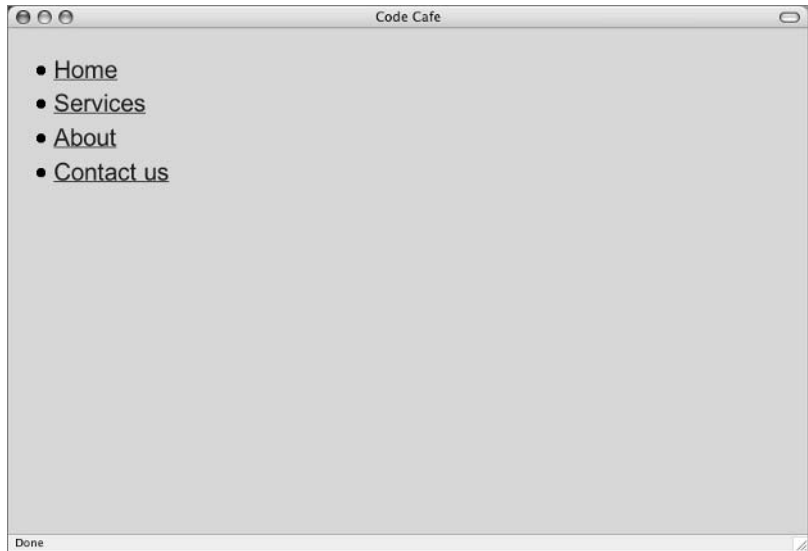 Code Cafe
• Home
• Services
• About
• Contact us
Done